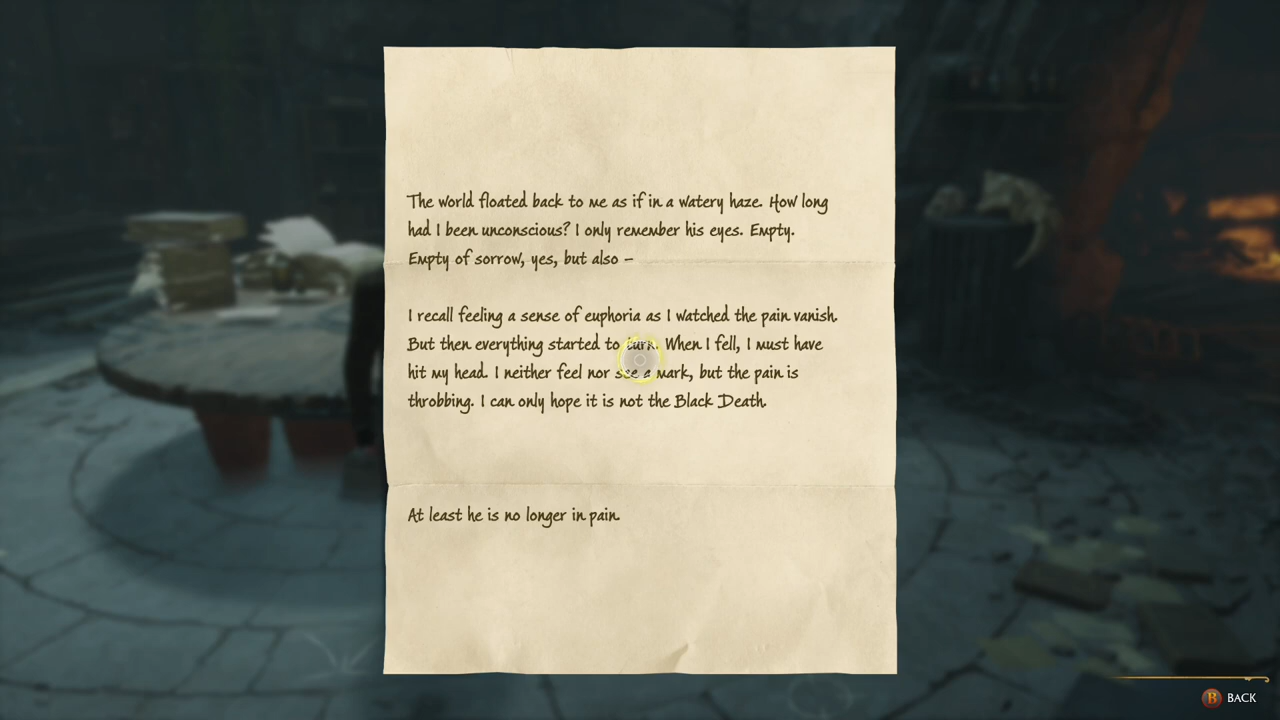 The world floated back to me as if in a watery haze. How long
had I been unconscious? I only remember his eyes. Empty.
Empty of sorrow, yes, but also –
I recall feeling a sense of euphoria as I watched the pain vanish.
But then everything started to turn. When I fell, I must have
hit my head. I neither feel nor see a mark, but the pain is
throbbing. I can only hope it is not the Black Death.
At least he is no longer in pain.
B BACK